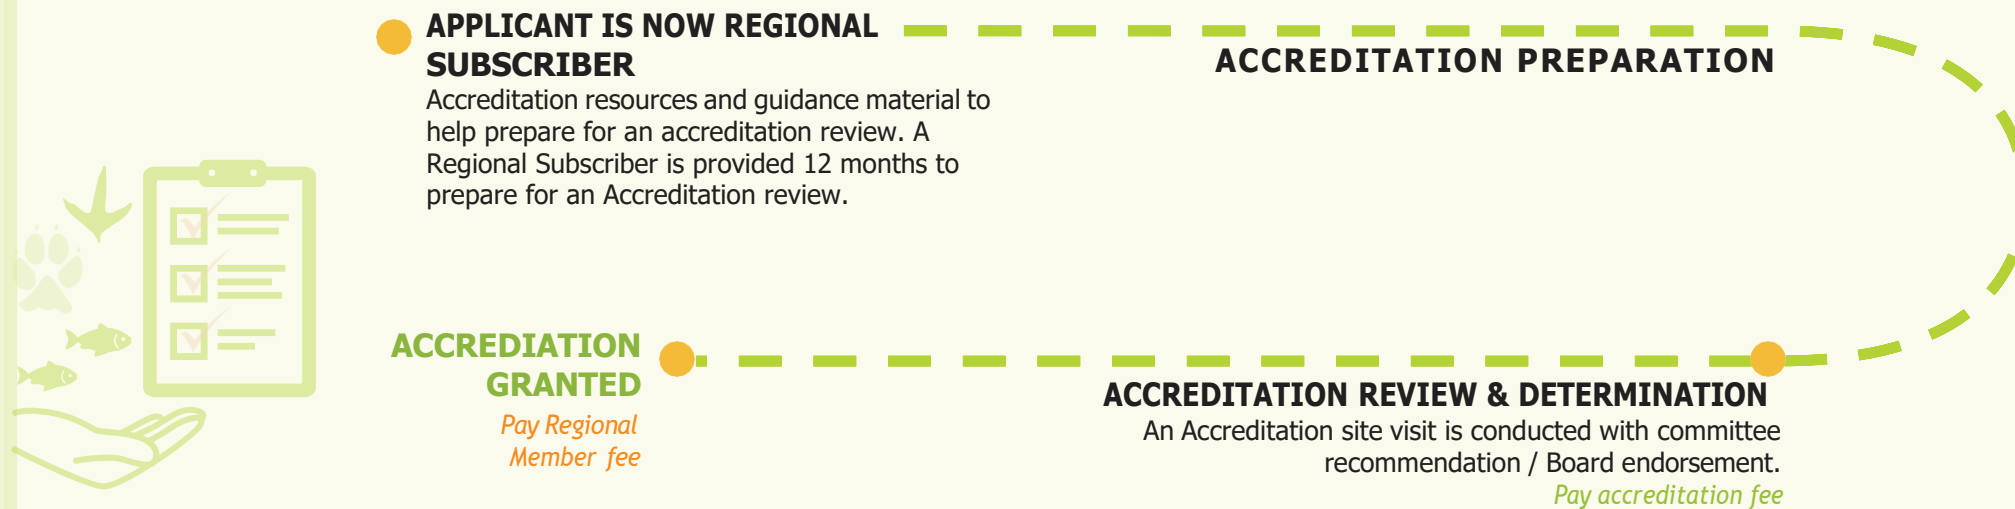 APPLICANT IS NOW REGIONAL
SUBSCRIBER
Accreditation resources and guidance material to
help prepare for an accreditation review. A
Regional Subscriber is provided 12 months to
prepare for an Accreditation review.
ACCREDITATION PREPARATION
ACCREDITATION REVIEW & DETERMINATION
An Accreditation site visit is conducted with committee
recommendation / Board endorsement.
Pay accreditation fee
ACCREDIATION
GRANTED
Pay Regional
Member fee